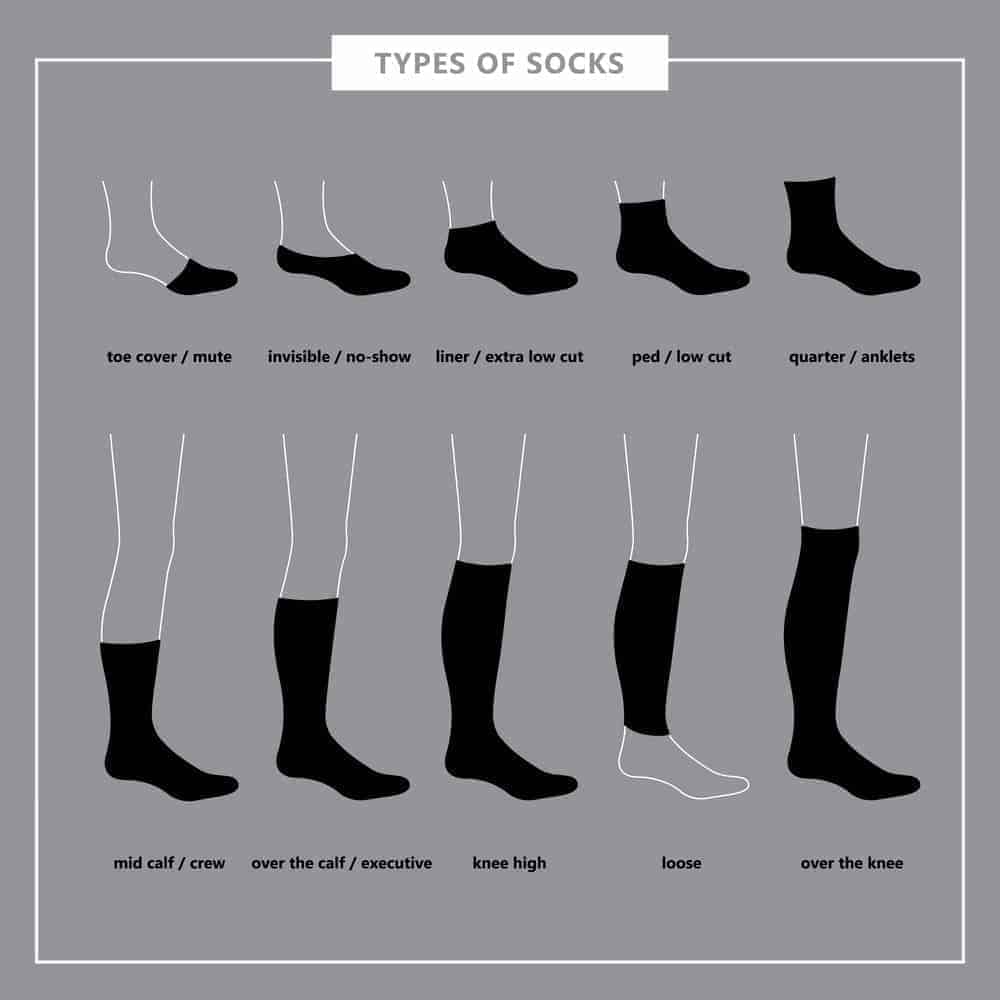 TYPES OF SOCKS
toe cover / mute
invisible / no-show
liner / extra low cut
ped / low cut
quarter / anklets
mid calf / crew
over the calf / executive
knee high
loose
over the knee